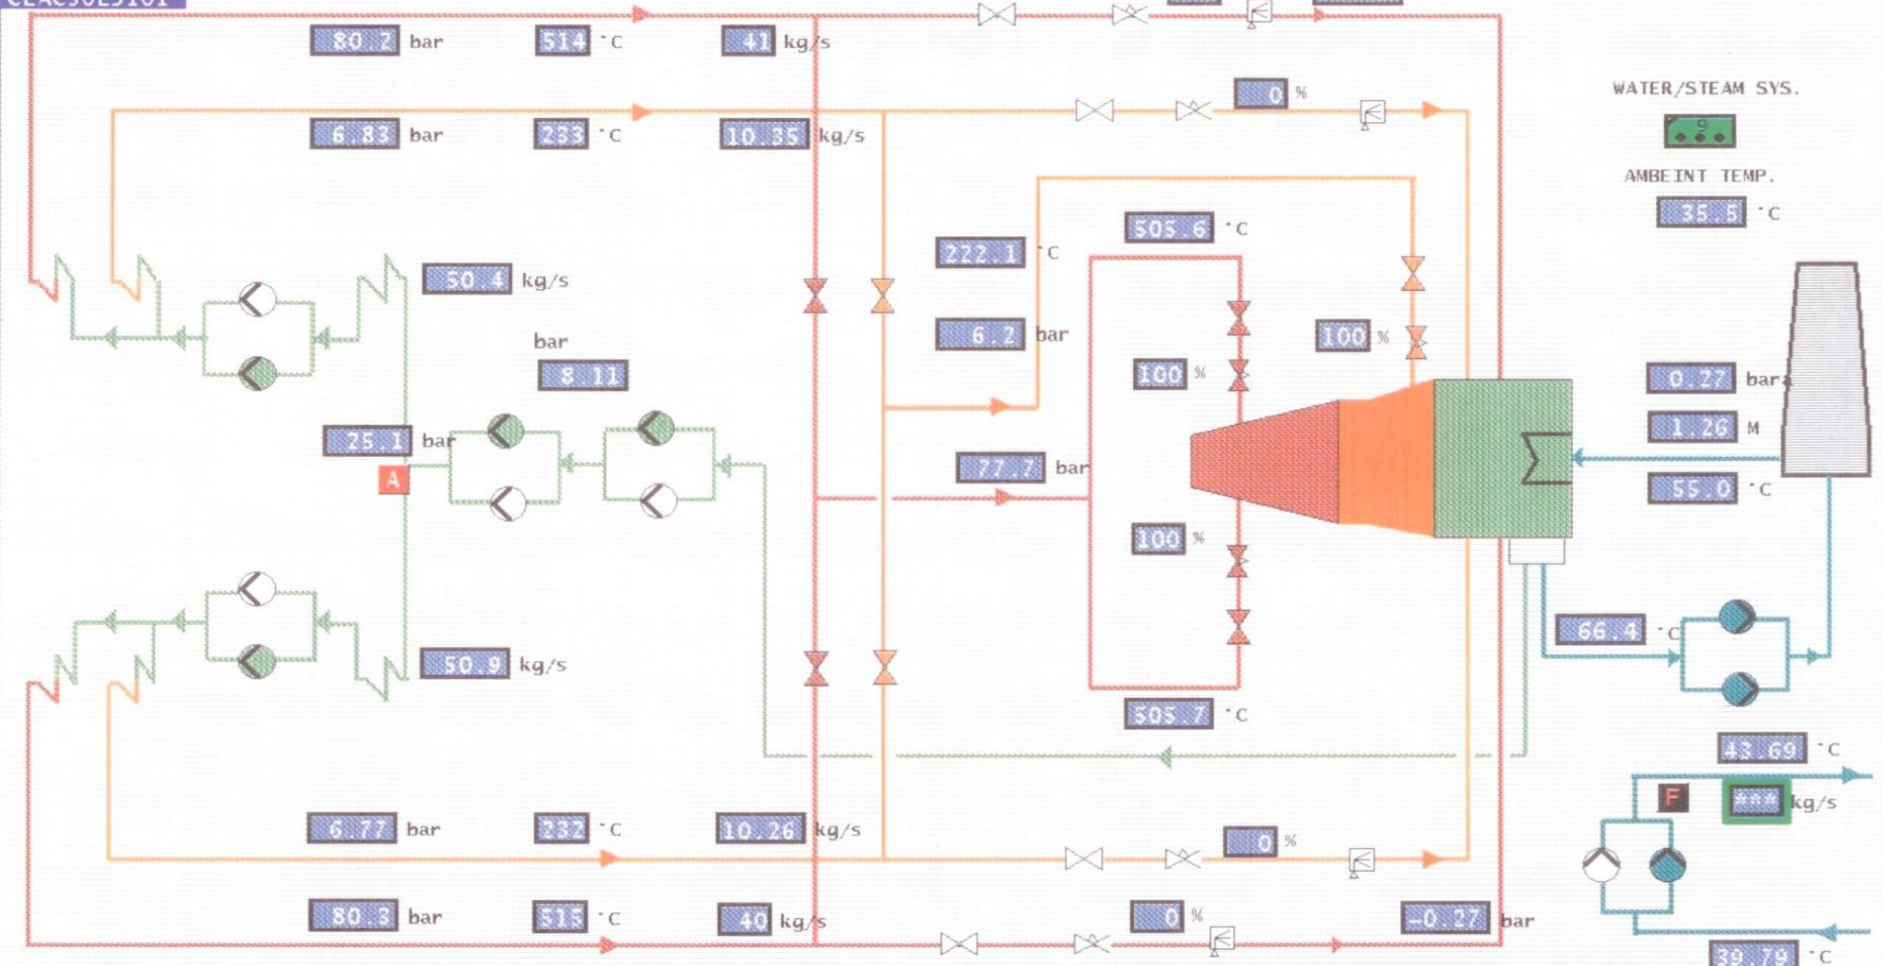 80.2 bar 514 °C 41 kg/s
0 %
6.83 bar 233 °C 10.35 kg/s
WATER/STEAM SYS.
9
AMBEINT TEMP.
35.5 °C
505.6 °C
222.1 °C
50.4 kg/s
6.2 bar
100 %
bar
8.11
100 %
0.27 bara
1.26 M
25.1 bar
A
77.7 bar
55.0 °C
100 %
66.4 °C
50.9 kg/s
505.7 °C
43.69 °C
F *** kg/s
6.77 bar 232 °C 10.26 kg/s
0 %
80.3 bar 515 °C 40 kg/s
0 %
-0.27 bar
39.79 °C